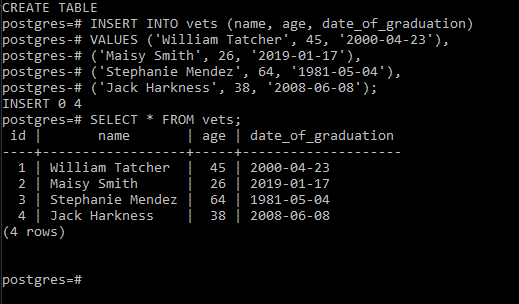 CREATE TABLE
postgres=# INSERT INTO vets (name, age, date_of_graduation)
postgres-# VALUES ('William Tatcher', 45, '2000-04-23'),
postgres-# ('Maisy Smith', 26, '2019-01-17'),
postgres-# ('Stephanie Mendez', 64, '1981-05-04'),
postgres-# ('Jack Harkness', 38, '2008-06-08');
INSERT 0 4
postgres=# SELECT * FROM vets;
 id |       name       | age | date_of_graduation
----+------------------+-----+--------------------
  1 | William Tatcher  |  45 | 2000-04-23
  2 | Maisy Smith      |  26 | 2019-01-17
  3 | Stephanie Mendez |  64 | 1981-05-04
  4 | Jack Harkness    |  38 | 2008-06-08
(4 rows)
postgres=#